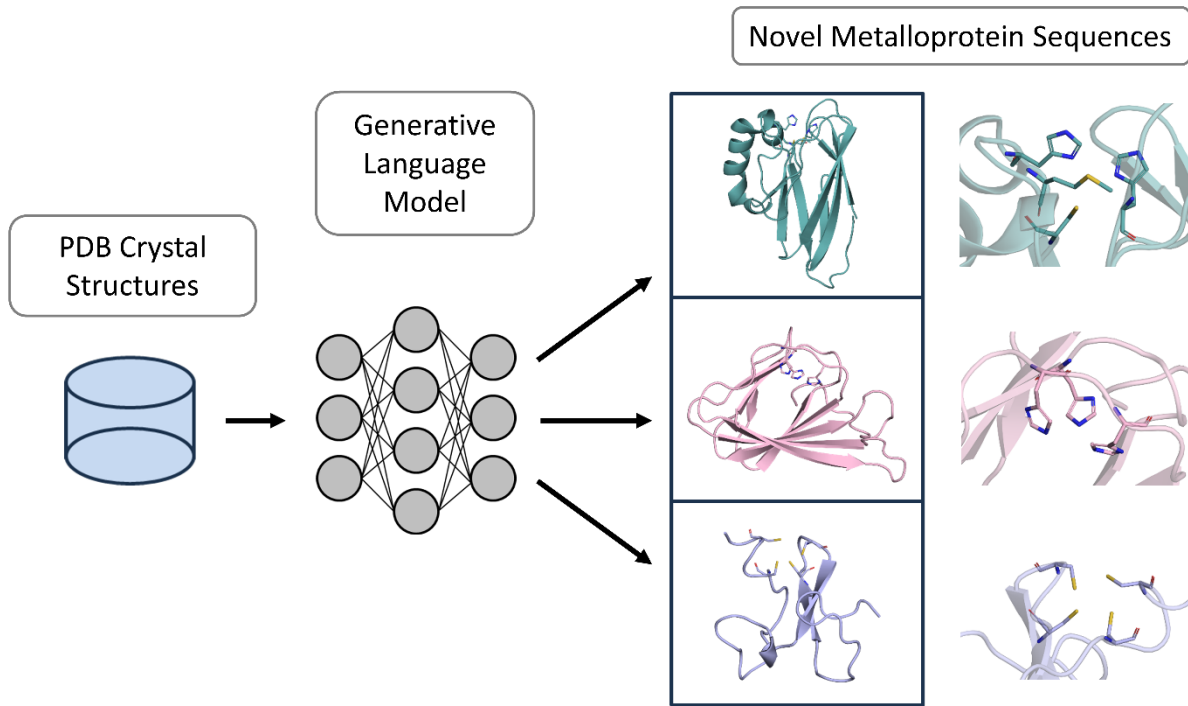 Novel Metalloprotein Sequences
Generative
Language
Model
PDB Crystal
Structures